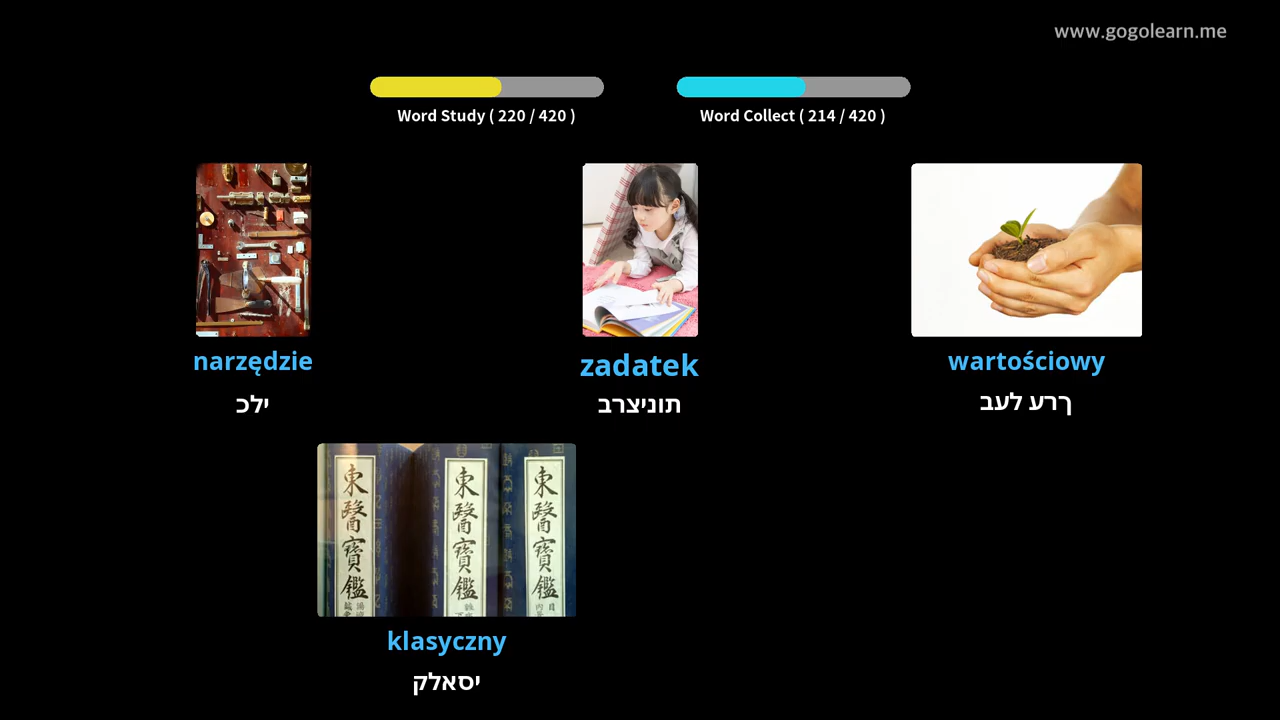 www.gogolearn.me
Word Study ( 220 / 420 )
Word Collect ( 214 / 420 )
narzędzie
ילכ
zadatek
תוניצרב
wartościowy
ךרע לעב
東醫寶鑑
東醫寶鑑
東醫寶鑑
klasyczny
יסאלק